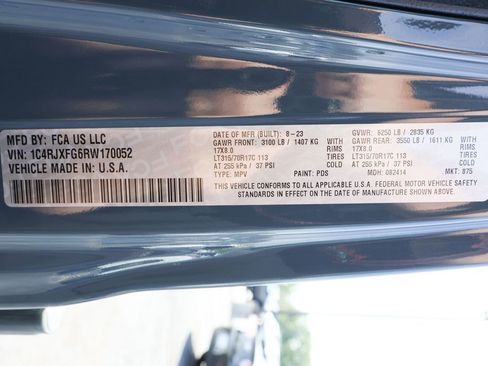 MFD BY: FCA US LLC
VIN: 1C4RJXFG6RW170052
VEHICLE MADE IN: U.S.A.
DATE OF MFR (BUILT): 8-23 GVWR: 6250 LB / 2835 KG
GAWR FRONT: 3100 LB / 1407 KG GAWR REAR: 3550 LB / 1611 KG
17X8.0 RIMS 17X8.0 RIMS
LT315/70R17C 113 TIRES LT315/70R17C 113 TIRES
AT 255 kPa / 37 PSI COLD AT 255 kPa / 37 PSI COLD
TYPE: MPV PAINT: PDS MDH: 082414 MKT: 875
THIS VEHICLE CONFORMS TO ALL APPLICABLE U.S.A. FEDERAL MOTOR VEHICLE SAFETY
STANDARDS IN EFFECT ON THE DATE OF MANUFACTURE SHOWN ABOVE.